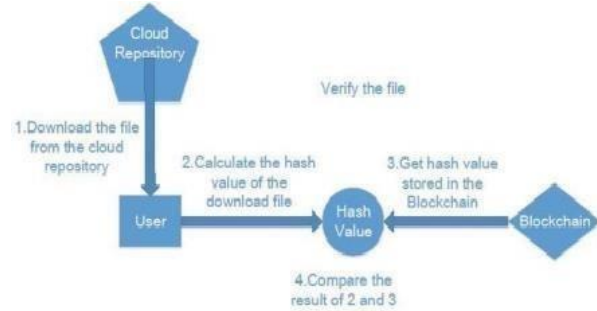 Cloud
Repository
Verify the file
1.Download the file
from the cloud
repository
2.Calculate the hash
value of the
download file
3.Get hash value
stored in the
Blockchain
User
Hash
Value
Blockchain
4.Compare the
result of 2 and 3